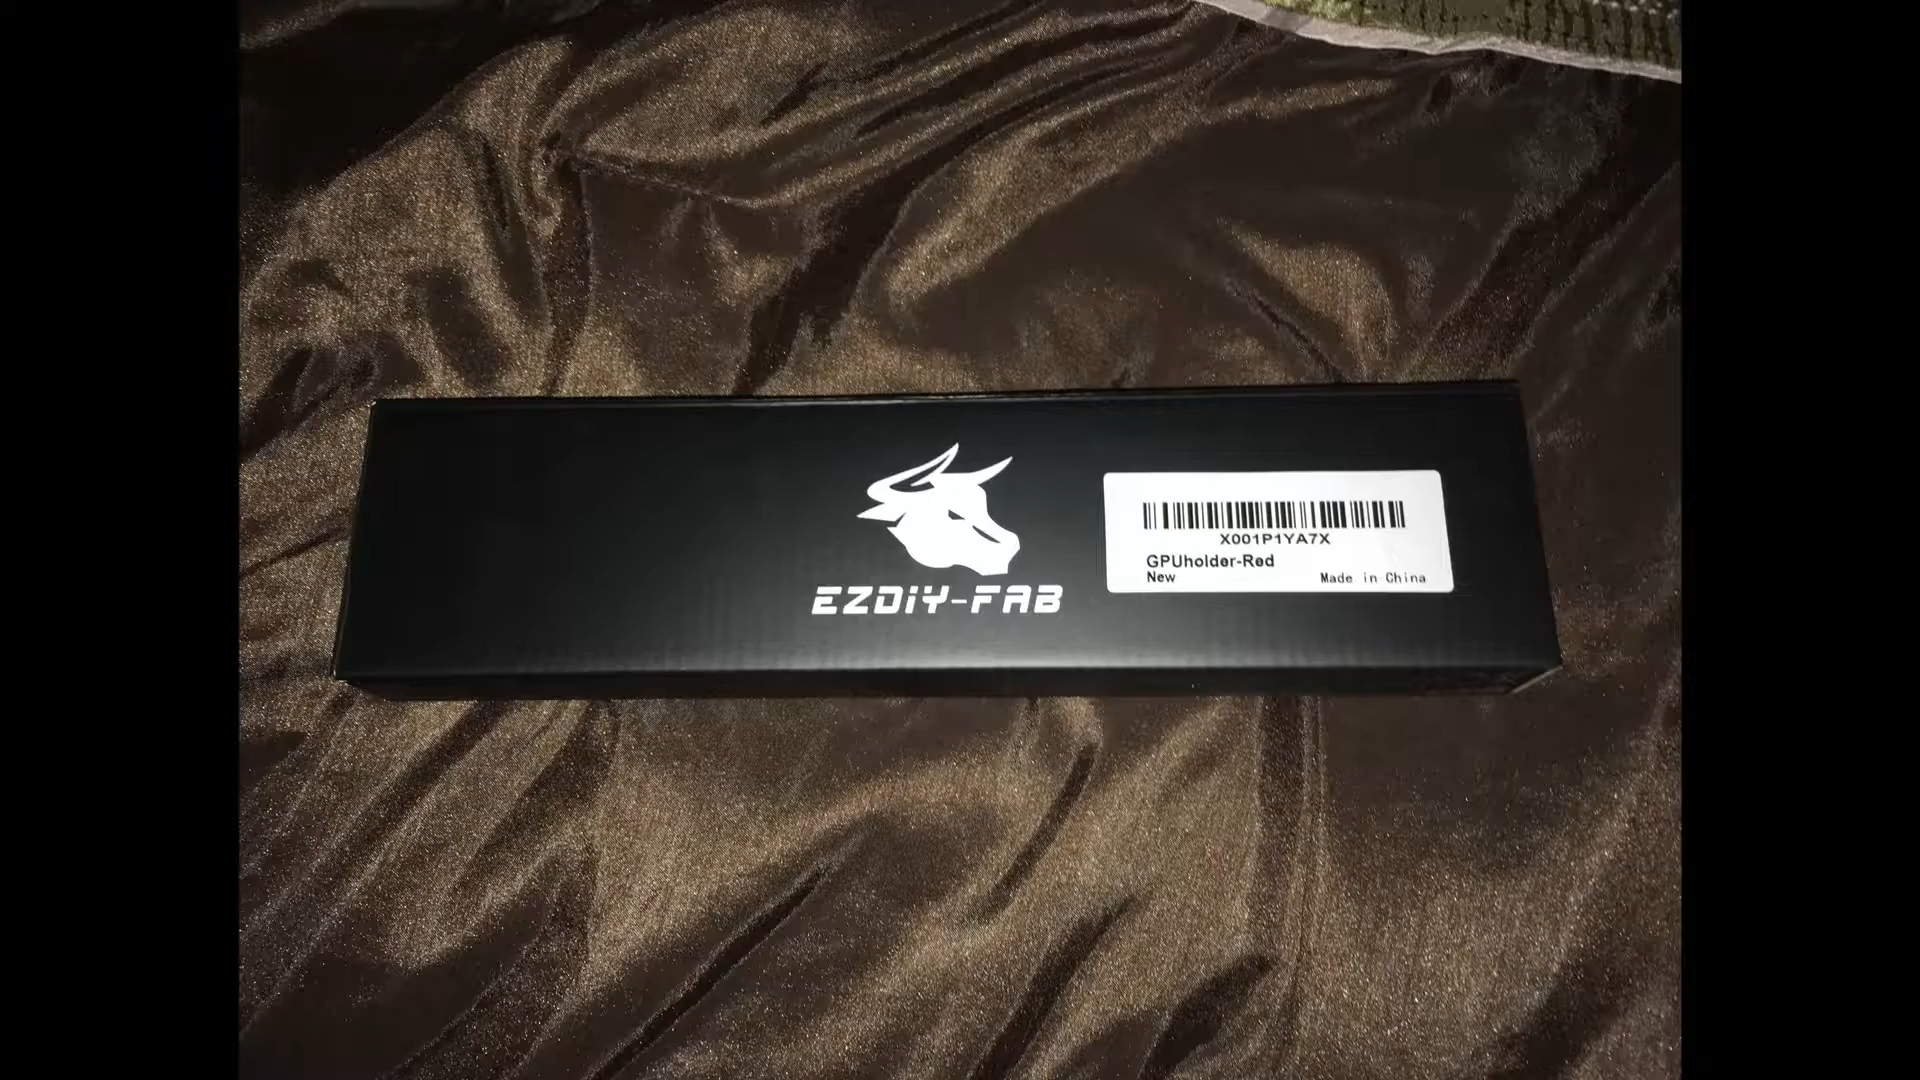 EZDIY-FAB
X001P1YA7X
GPUholder-Red
New
Made in China